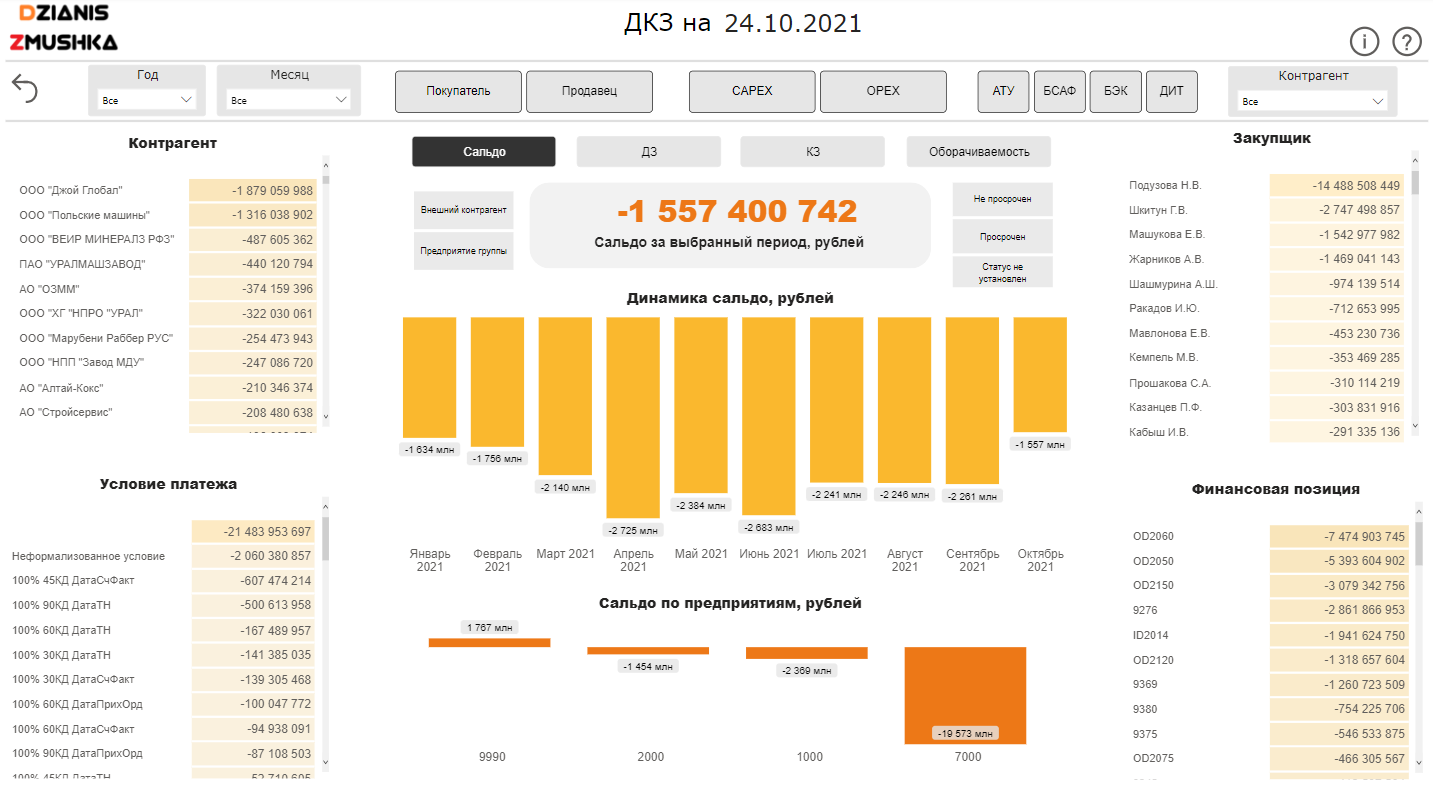 DZIANIS
ZMUSHKA
ДКЗ на 24.10.2021
Год
Все
Месяц
Все
Покупатель
Продавец
CAPEX
OPEX
АТУ
БСАФ
БЭК
ДИТ
Контрагент
Все
Контрагент
ООО "Джой Глобал" -1 879 059 988
ООО "Польские машины" -1 316 038 902
ООО "ВЕИР МИНЕРАЛЗ РФЗ" -487 605 362
ПАО "УРАЛМАШЗАВОД" -440 120 794
АО "ОЗММ" -374 159 396
ООО "ХГ "НПРО "УРАЛ" -322 030 061
ООО "Марубени Раббер РУС" -254 473 943
ООО "НПП "Завод МДУ" -247 086 720
АО "Алтай-Кокс" -210 346 374
АО "Стройсервис" -208 480 638
Условие платежа
-21 483 953 697
Неформализованное условие -2 060 380 857
100% 45КД ДатаСчФакт -607 474 214
100% 90КД ДатаТН -500 613 958
100% 60КД ДатаТН -167 489 957
100% 30КД ДатаТН -141 385 035
100% 30КД ДатаСчФакт -139 305 468
100% 60КД ДатаПрихОрд -100 047 772
100% 60КД ДатаСчФакт -94 938 091
100% 90КД ДатаПрихОрд -87 108 503
100% 45КД ДатаТН
Сальдо
ДЗ
КЗ
Оборачиваемость
Внешний контрагент
Предприятие группы
-1 557 400 742
Сальдо за выбранный период, рублей
Не просрочен
Просрочен
Статус не
установлен
Динамика сальдо, рублей
-1 634 млн
-1 756 млн
-2 140 млн
-2 725 млн
-2 384 млн
-2 683 млн
-2 241 млн
-2 246 млн
-2 261 млн
-1 557 млн
Январь
2021
Февраль
2021
Март 2021
Апрель
2021
Май 2021
Июнь 2021
Июль 2021
Август
2021
Сентябрь
2021
Октябрь
2021
Сальдо по предприятиям, рублей
1 767 млн
-1 454 млн
-2 369 млн
-19 573 млн
9990
2000
1000
7000
Закупщик
Подузова Н.В. -14 488 508 449
Шкитун Г.В. -2 747 498 857
Машукова Е.В. -1 542 977 982
Жарников А.В. -1 469 041 143
Шашмурина А.Ш. -974 139 514
Ракадов И.Ю. -712 653 995
Мавлонова Е.В. -453 230 736
Кемпель М.В. -353 469 285
Прошакова С.А. -310 114 219
Казанцев П.Ф. -303 831 916
Кабыш И.В. -291 335 136
Финансовая позиция
OD2060 -7 474 903 745
OD2050 -5 393 604 902
OD2150 -3 079 342 756
9276 -2 861 866 953
ID2014 -1 941 624 750
OD2120 -1 318 657 604
9369 -1 260 723 509
9380 -754 225 706
9375 -546 533 875
OD2075 -466 305 567